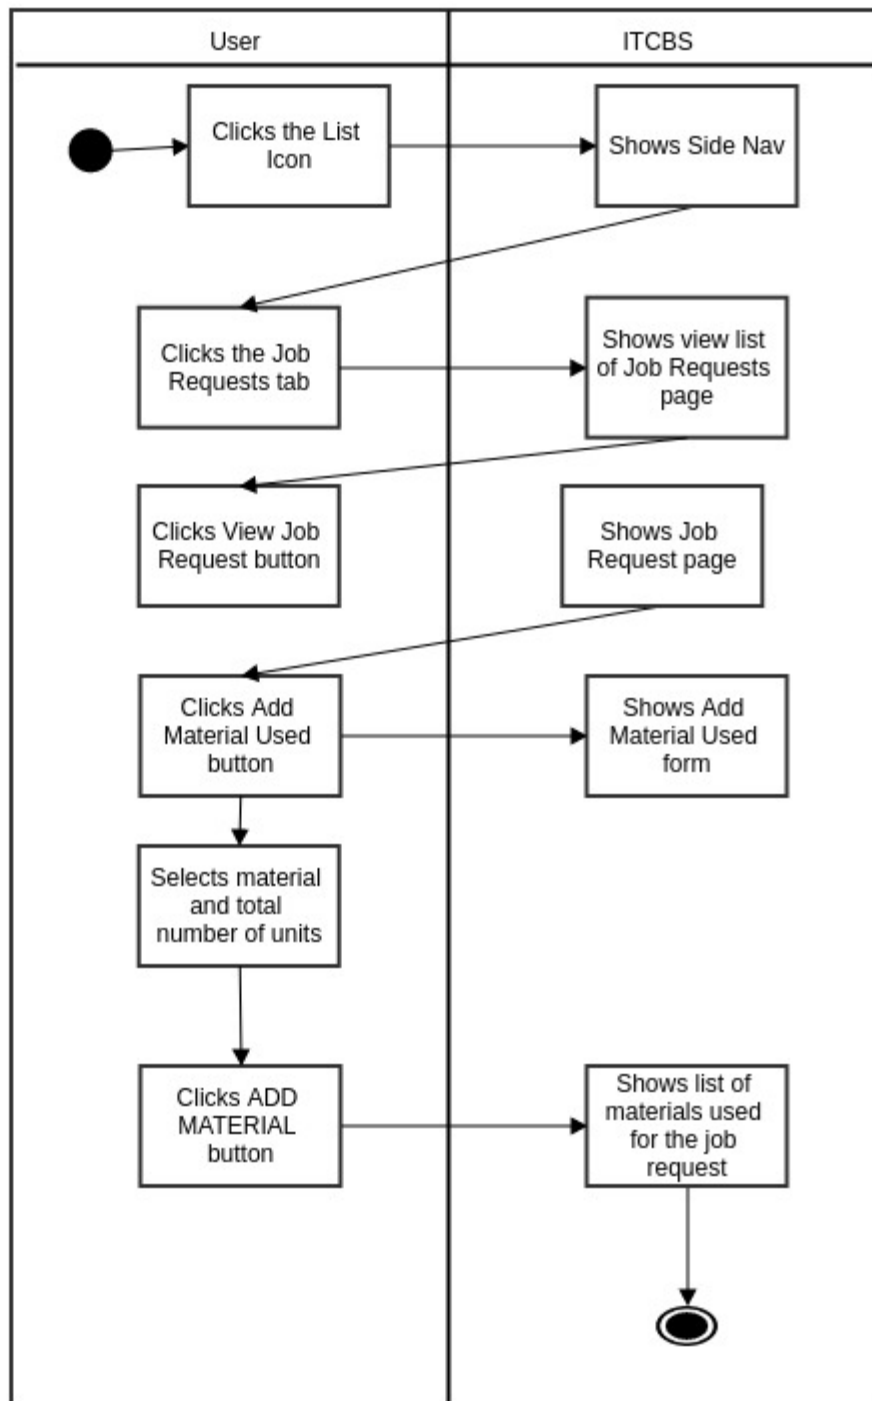 User
ITCBS
Clicks the List
Icon
Shows Side Nav
Clicks the Job
Requests tab
Shows view list
of Job Requests
page
Clicks View Job
Request button
Shows Job
Request page
Clicks Add
Material Used
button
Shows Add
Material Used
form
Selects material
and total
number of units
Clicks ADD
MATERIAL
button
Shows list of
materials used
for the job
request